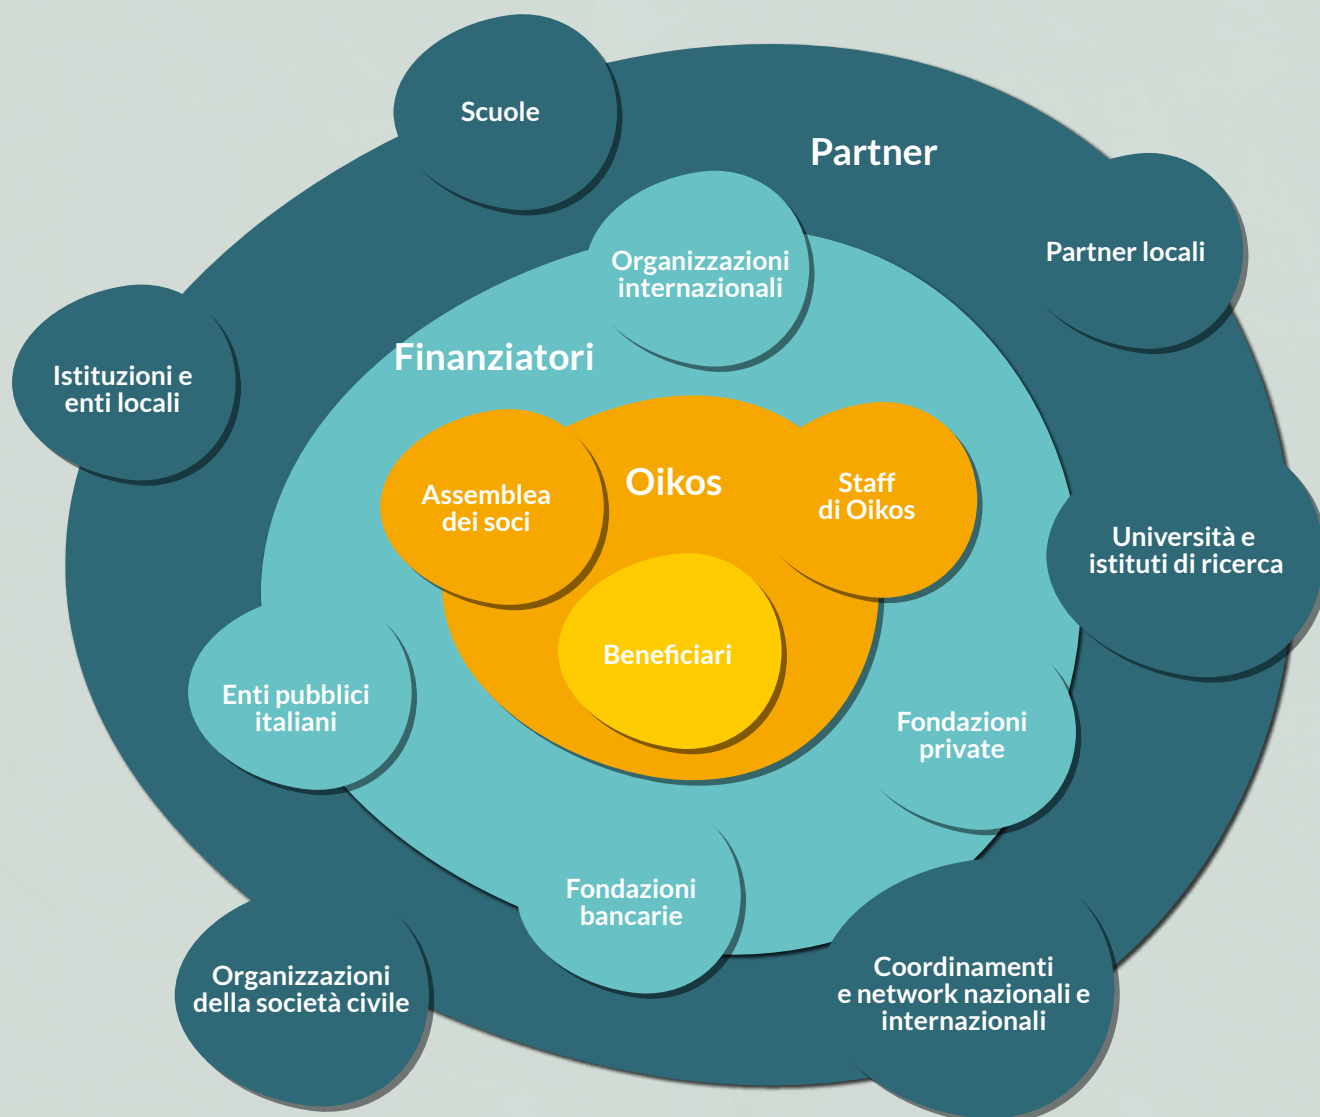 Scuole
Partner
Partner locali
Organizzazioni
internazionali
Finanziatori
Istituzioni e
enti locali
Oikos
Assemblea
dei soci
Staff
di Oikos
Università e
istituti di ricerca
Beneficiari
Enti pubblici
italiani
Fondazioni
private
Fondazioni
bancarie
Organizzazioni
della società civile
Coordinamenti
e network nazionali e
internazionali